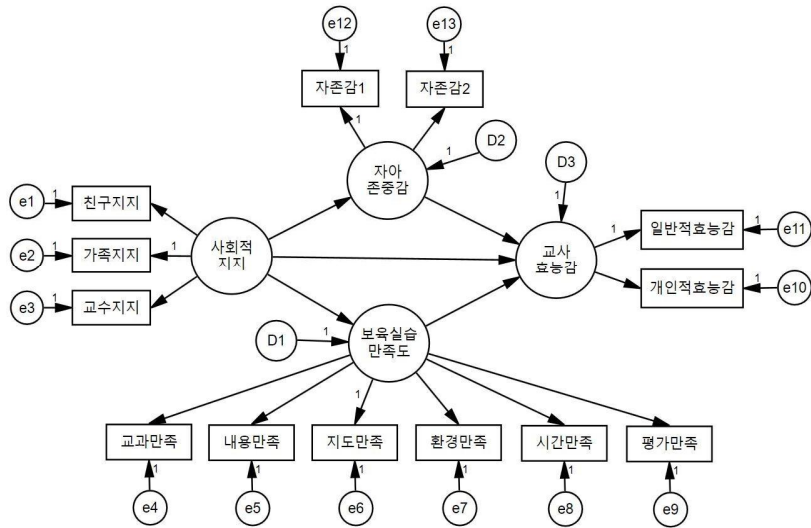 e12
e13
1
1
자존감1
자존감2
1
D2
1
자아
존중감
D3
1
e1
1
친구지지
e2
1
가족지지
1
e3
1
교수지지
사회적
지지
교사
효능감
1
일반적효능감
1
e11
개인적효능감
1
e10
D1
1
보육실습
만족도
1
교과만족
내용만족
지도만족
환경만족
시간만족
평가만족
1
1
1
1
1
1
e4
e5
e6
e7
e8
e9